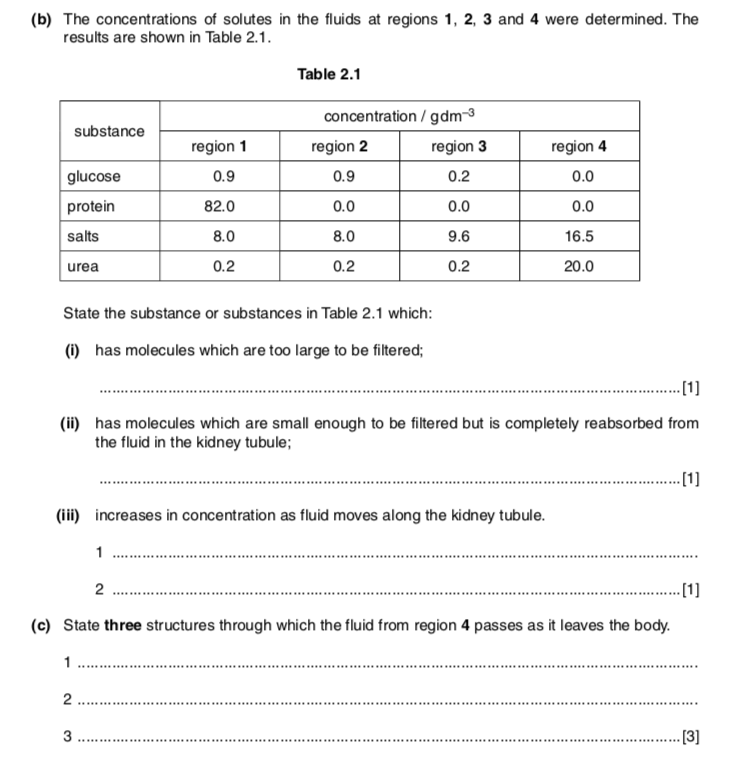 (b) The concentrations of solutes in the fluids at regions 1, 2, 3 and 4 were determined. The
results are shown in Table 2.1.
Table 2.1
substance
concentration / gdm⁻³
region 1 region 2 region 3 region 4
glucose 0.9 0.9 0.2 0.0
protein 82.0 0.0 0.0 0.0
salts 8.0 8.0 9.6 16.5
urea 0.2 0.2 0.2 20.0
State the substance or substances in Table 2.1 which:
(i) has molecules which are too large to be filtered;
[1]
(ii) has molecules which are small enough to be filtered but is completely reabsorbed from
the fluid in the kidney tubule;
[1]
(iii) increases in concentration as fluid moves along the kidney tubule.
1
2 [1]
(c) State three structures through which the fluid from region 4 passes as it leaves the body.
1
2
3 [3]